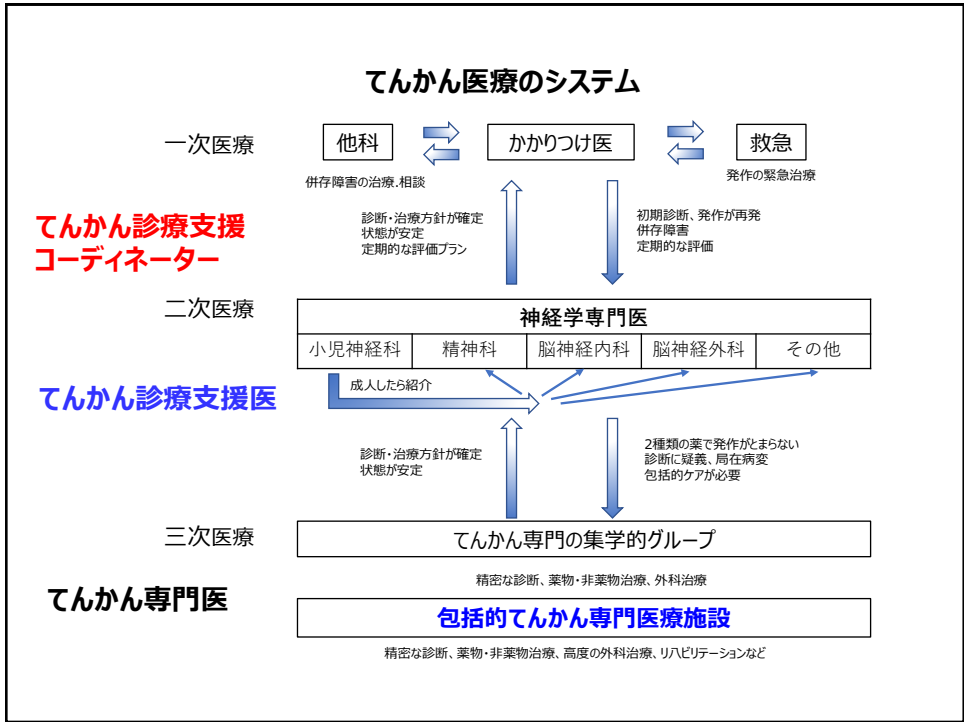 てんかん医療のシステム
一次医療
他科
かかりつけ医
救急
併存障害の治療.相談
発作の緊急治療
てんかん診療支援
コーディネーター
診断・治療方針が確定
状態が安定
定期的な評価プラン
初期診断、発作が再発
併存障害
定期的な評価
二次医療
神経学専門医
小児神経科
精神科
脳神経内科
脳神経外科
その他
てんかん診療支援医
成人したら紹介
診断・治療方針が確定
状態が安定
2種類の薬で発作がとまらない
診断に疑義、局在病変
包括的ケアが必要
三次医療
てんかん専門の集学的グループ
精密な診断、薬物・非薬物治療、外科治療
てんかん専門医
包括的てんかん専門医療施設
精密な診断、薬物・非薬物治療、高度の外科治療、リハビリテーションなど